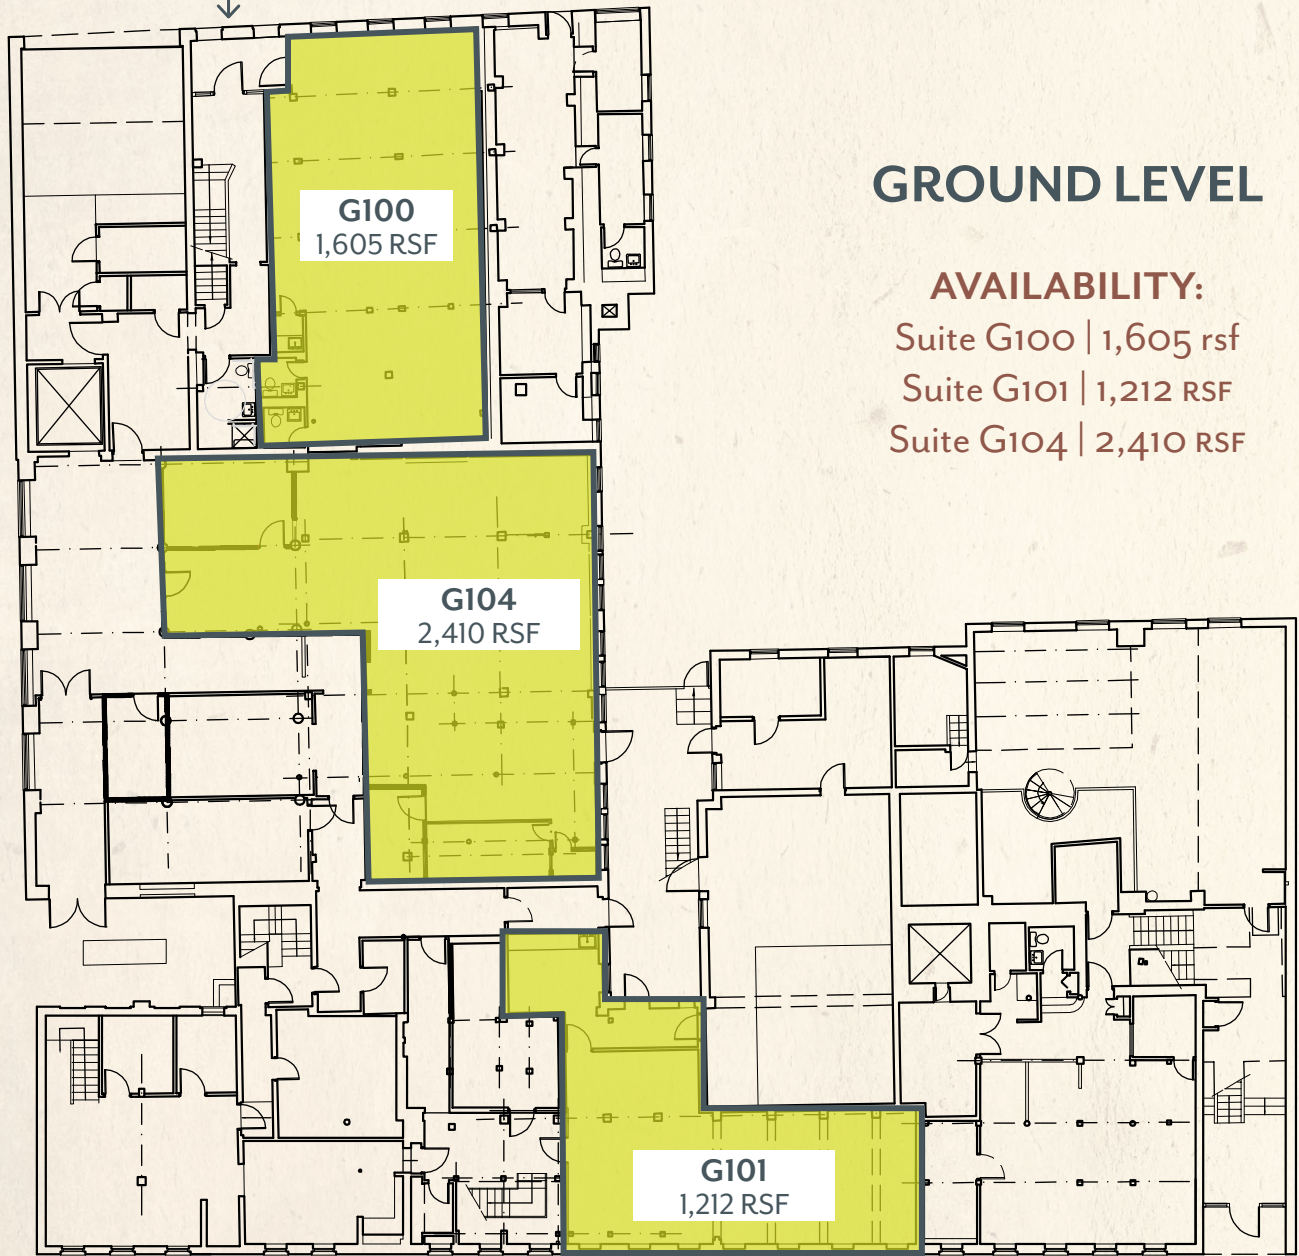 GROUND LEVEL
AVAILABILITY:
Suite G100 | 1,605 rsf
Suite G101 | 1,212 RSF
Suite G104 | 2,410 RSF
G100
1,605 RSF
G104
2,410 RSF
G101
1,212 RSF